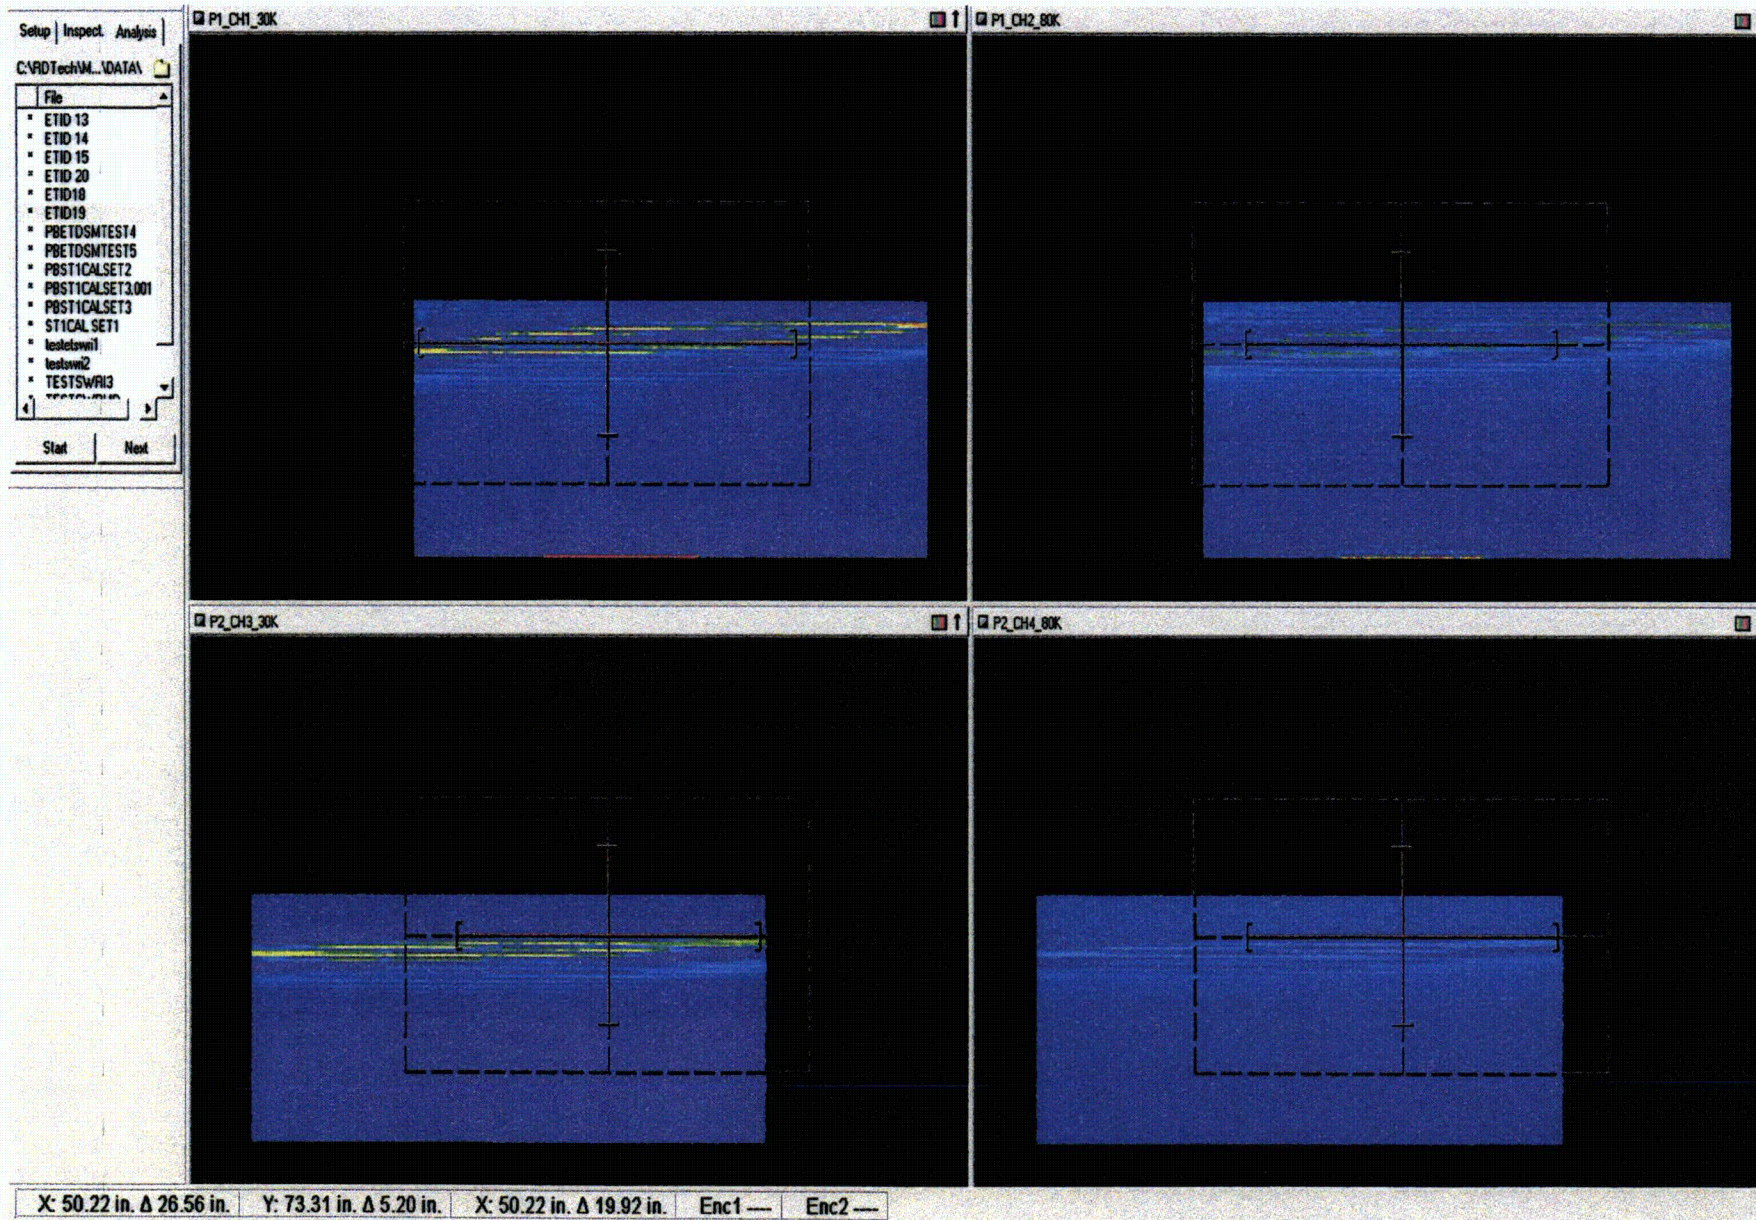 Setup Inspect. Analysis
C:\RDTech\M...\DATA\
File
ETID 13
ETID 14
ETID 15
ETID 20
ETID18
ETID19
PBETDSMTEST4
PBETDSMTEST5
PBST1CALSET2
PBST1CALSET3.001
PBST1CALSET3
ST1CAL SET1
testetswri1
testswri2
TESTSWRI3
Start Next
P1_CH1_30K
P1_CH2_80K
P2_CH3_30K
P2_CH4_80K
X: 50.22 in. Δ 26.56 in. Y: 73.31 in. Δ 5.20 in. X: 50.22 in. Δ 19.92 in. Enc1 --- Enc2 ---